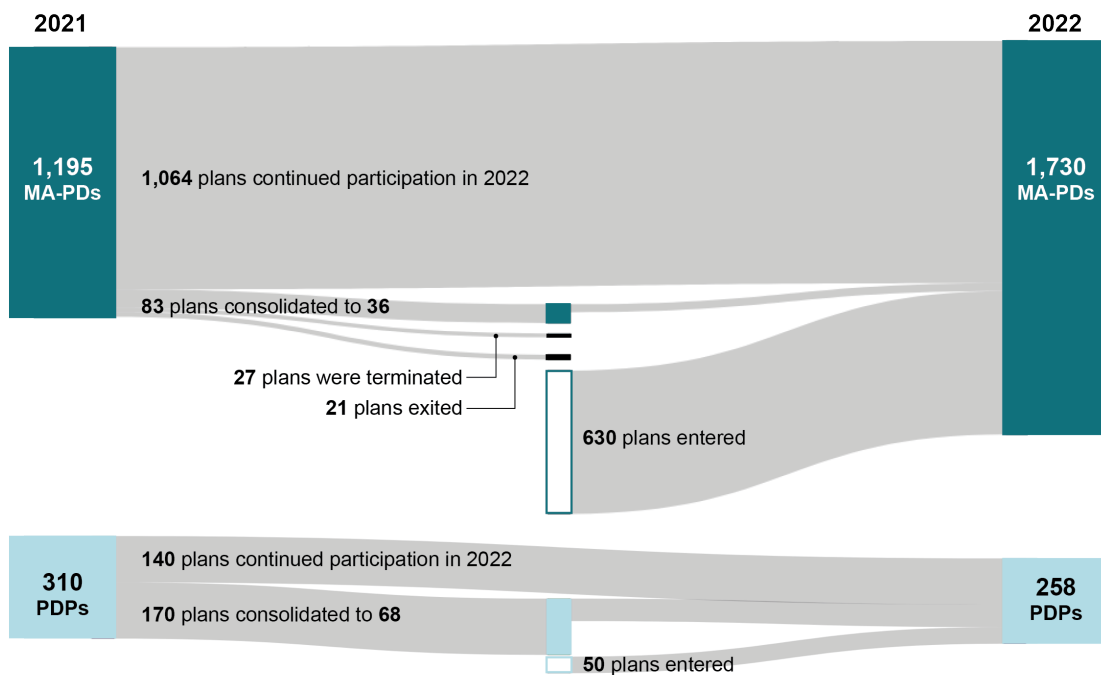 2021
2022
1,195
MA-PDs
1,730
MA-PDs
1,064 plans continued participation in 2022
83 plans consolidated to 36
27 plans were terminated
21 plans exited
630 plans entered
140 plans continued participation in 2022
310
PDPs
258
PDPs
170 plans consolidated to 68
50 plans entered